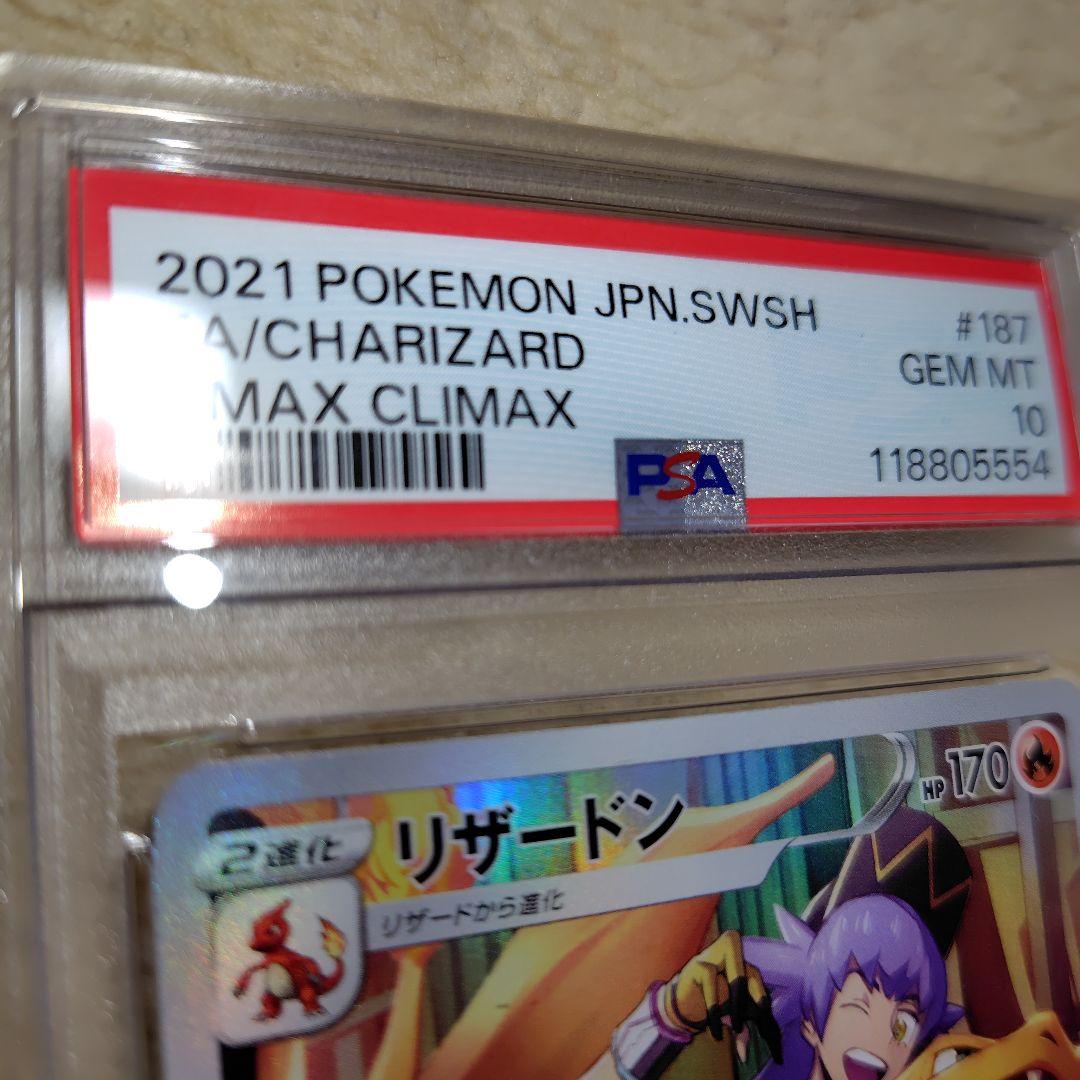 2021 POKEMON JPN.SWSH #187
A/CHARIZARD GEM MT
MAX CLIMAX 10
PSA 118805554
2進化 リザードン HP 170
リザードから進化